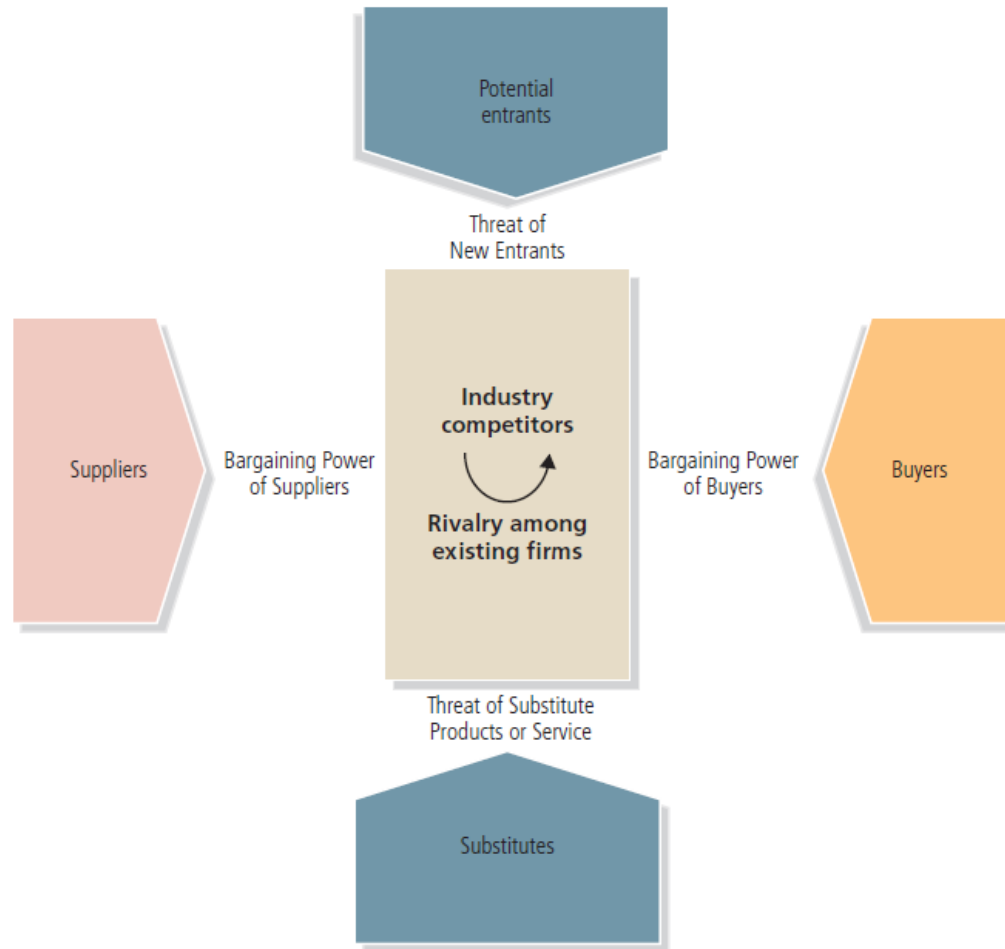 Potential
entrants
Threat of
New Entrants
Industry
competitors
Suppliers
Bargaining Power
of Suppliers
Bargaining Power
of Buyers
Buyers
Rivalry among
existing firms
Threat of Substitute
Products or Service
Substitutes